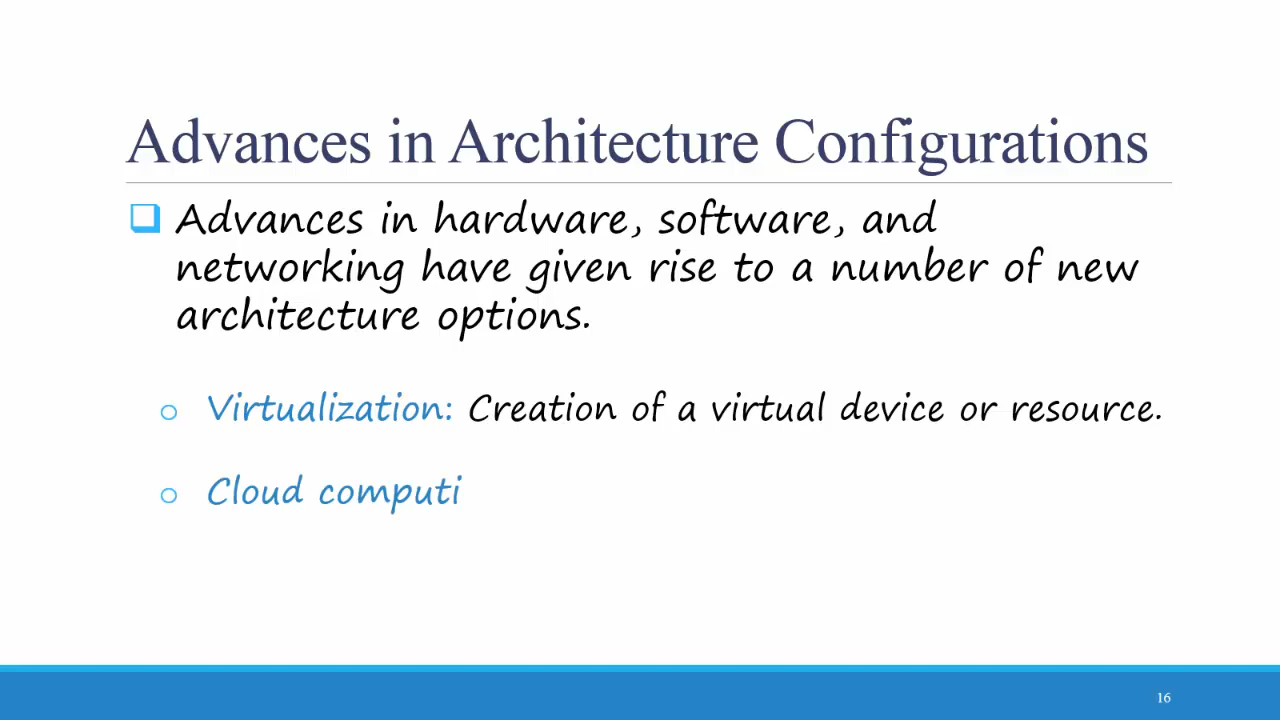 Advances in Architecture Configurations
Advances in hardware, software, and
networking have given rise to a number of new
architecture options.
Virtualization: Creation of a virtual device or resource.
Cloud computi
16